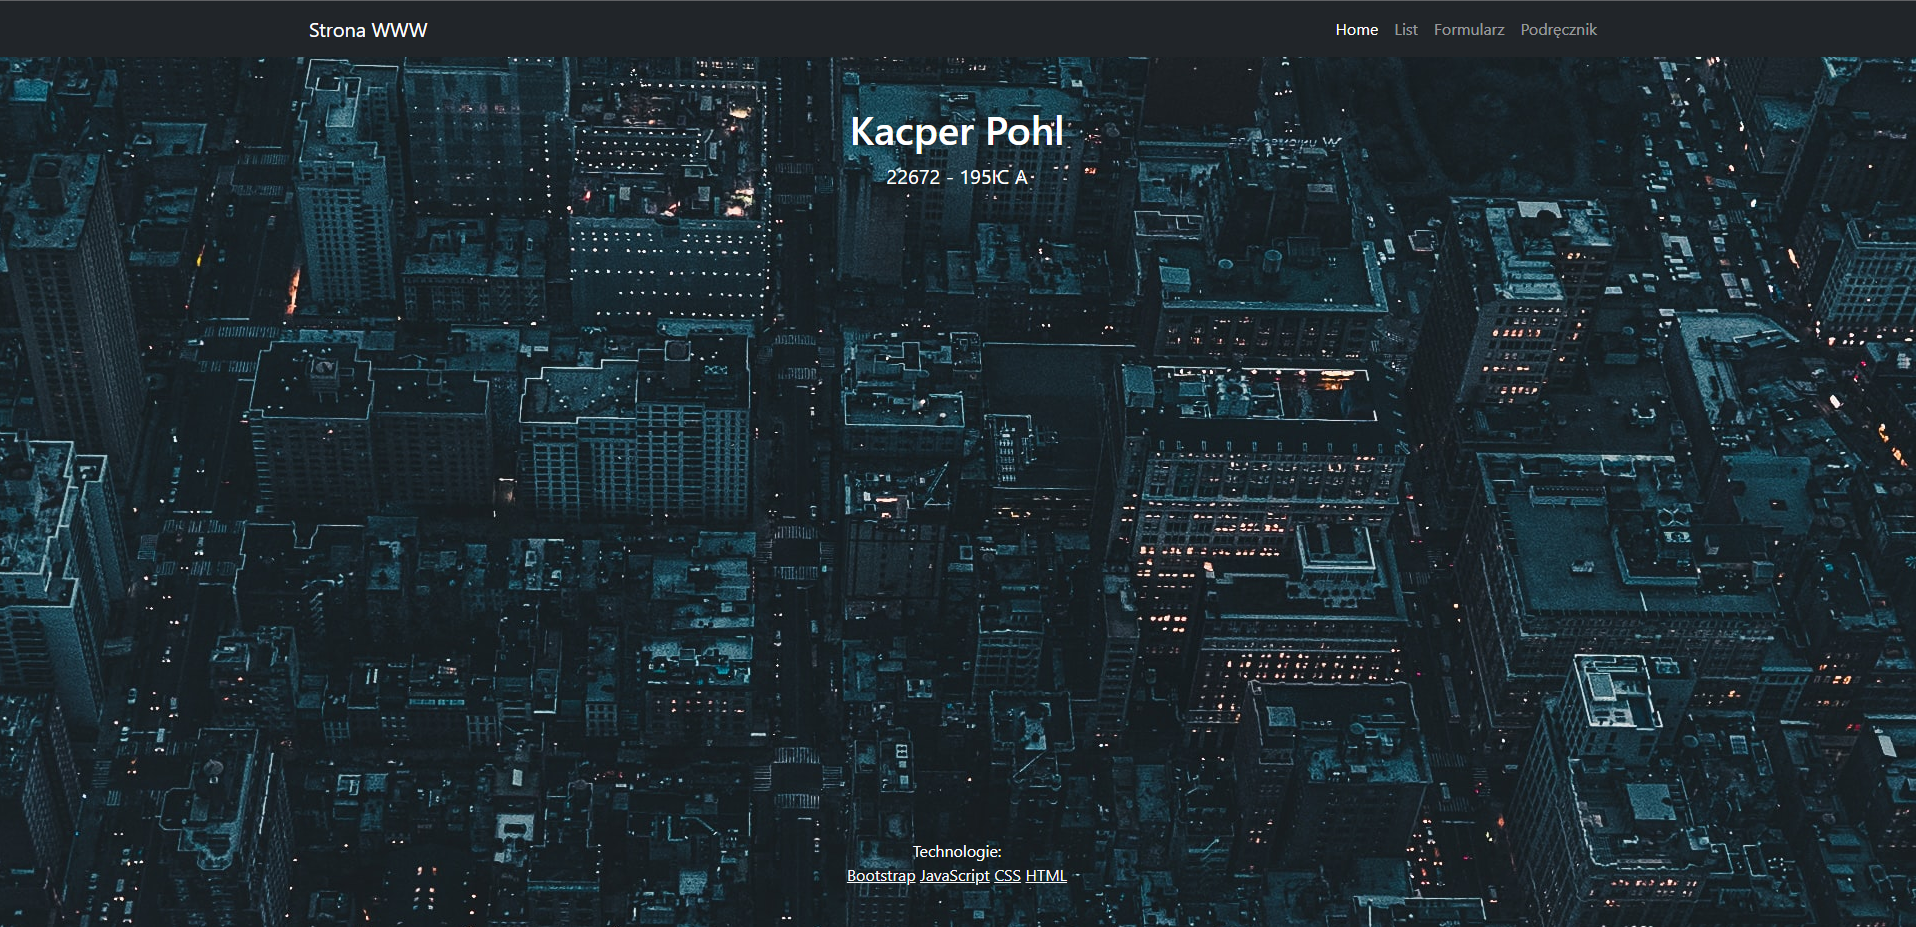 Strona WWW
Home List Formularz Podręcznik
Kacper Pohl
22672 - 195IC A
Technologie:
Bootstrap JavaScript CSS HTML